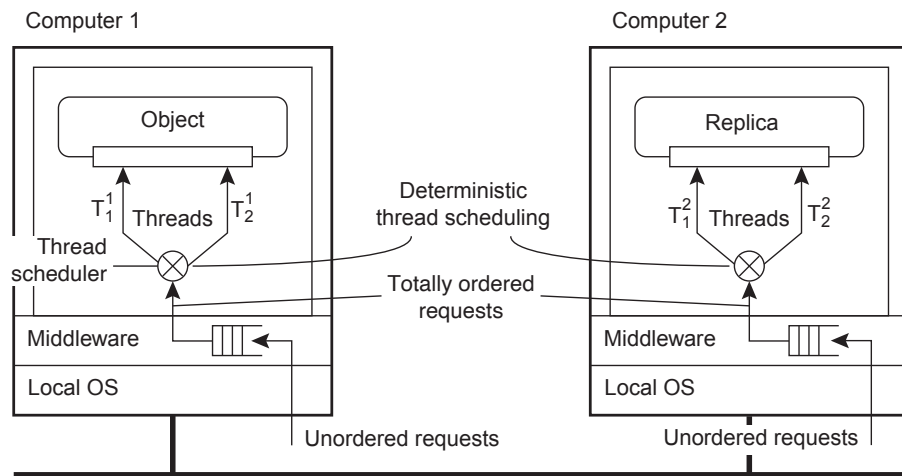 Computer 1
Computer 2
Object
Replica
T₁¹
Threads
T₂¹
Deterministic
thread scheduling
T₁²
Threads
T₂²
Thread
scheduler
Totally ordered
requests
Middleware
Middleware
Local OS
Local OS
Unordered requests
Unordered requests